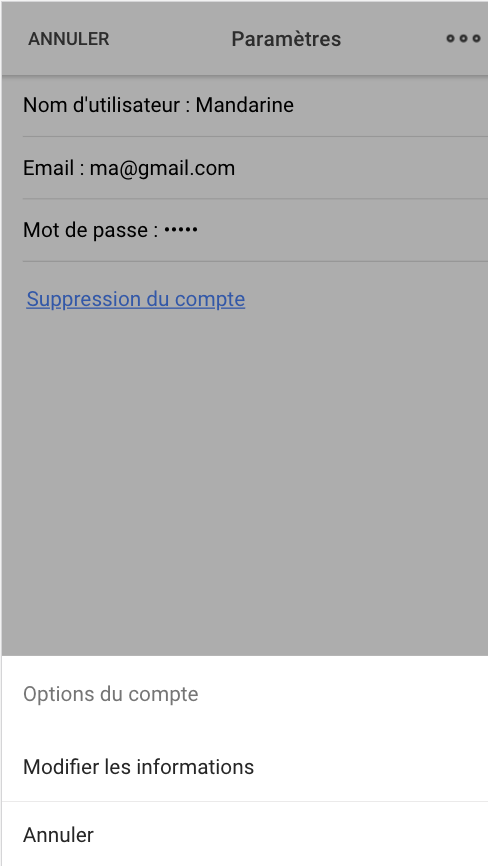 ANNULER Paramètres
Nom d'utilisateur : Mandarine
Email : ma@gmail.com
Mot de passe : •••••
Suppression du compte
Options du compte
Modifier les informations
Annuler